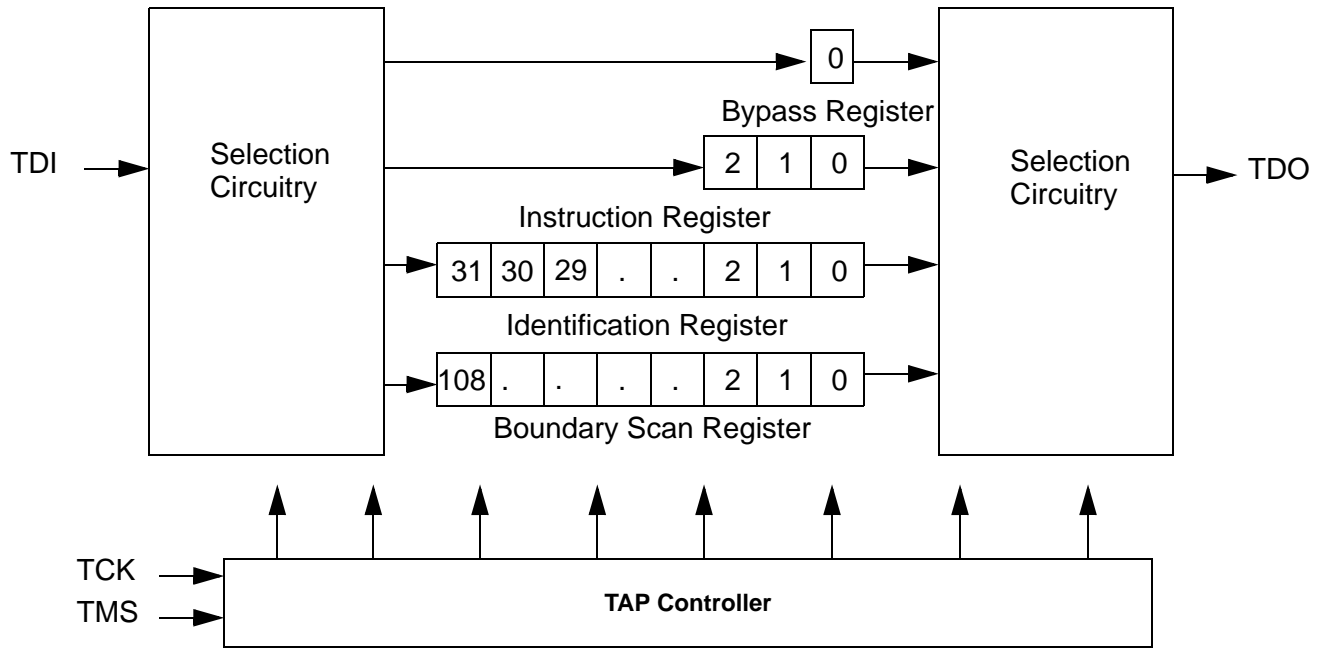 0
Bypass Register
TDI
Selection
Circuitry
2 1 0
Selection
Circuitry
TDO
Instruction Register
31 30 29 . . 2 1 0
Identification Register
108 . . . . 2 1 0
Boundary Scan Register
TCK
TMS
TAP Controller